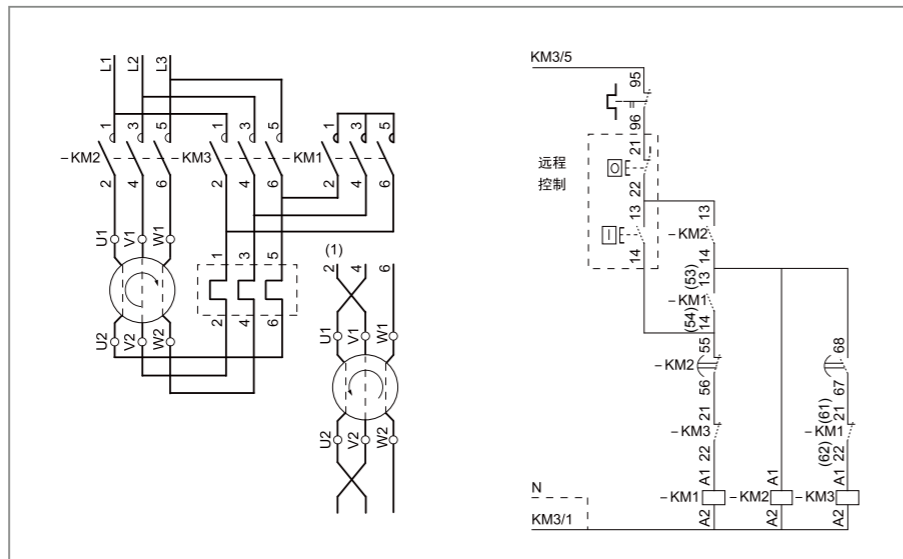 L1 L2 L3
1 3 5 1 3 5 1 3 5
–KM2 –KM3 –KM1
2 4 6 2 4 6 2 4 6
U1 V1 W1
1 3 5
2 4 6
U2 V2 W2
(1)
2 4 6
U1 V1 W1
U2 V2 W2
KM3/5
95
96
远程
控制
21
O
22
13
I
14
13
–KM2
14
(53) 13
–KM1
(54) 14
55
–KM2
56
21
–KM3
22
68
67
(61) 21
–KM1
(62) 22
A1 A1 A1
–KM1 –KM2 –KM3
A2 A2 A2
N
KM3/1